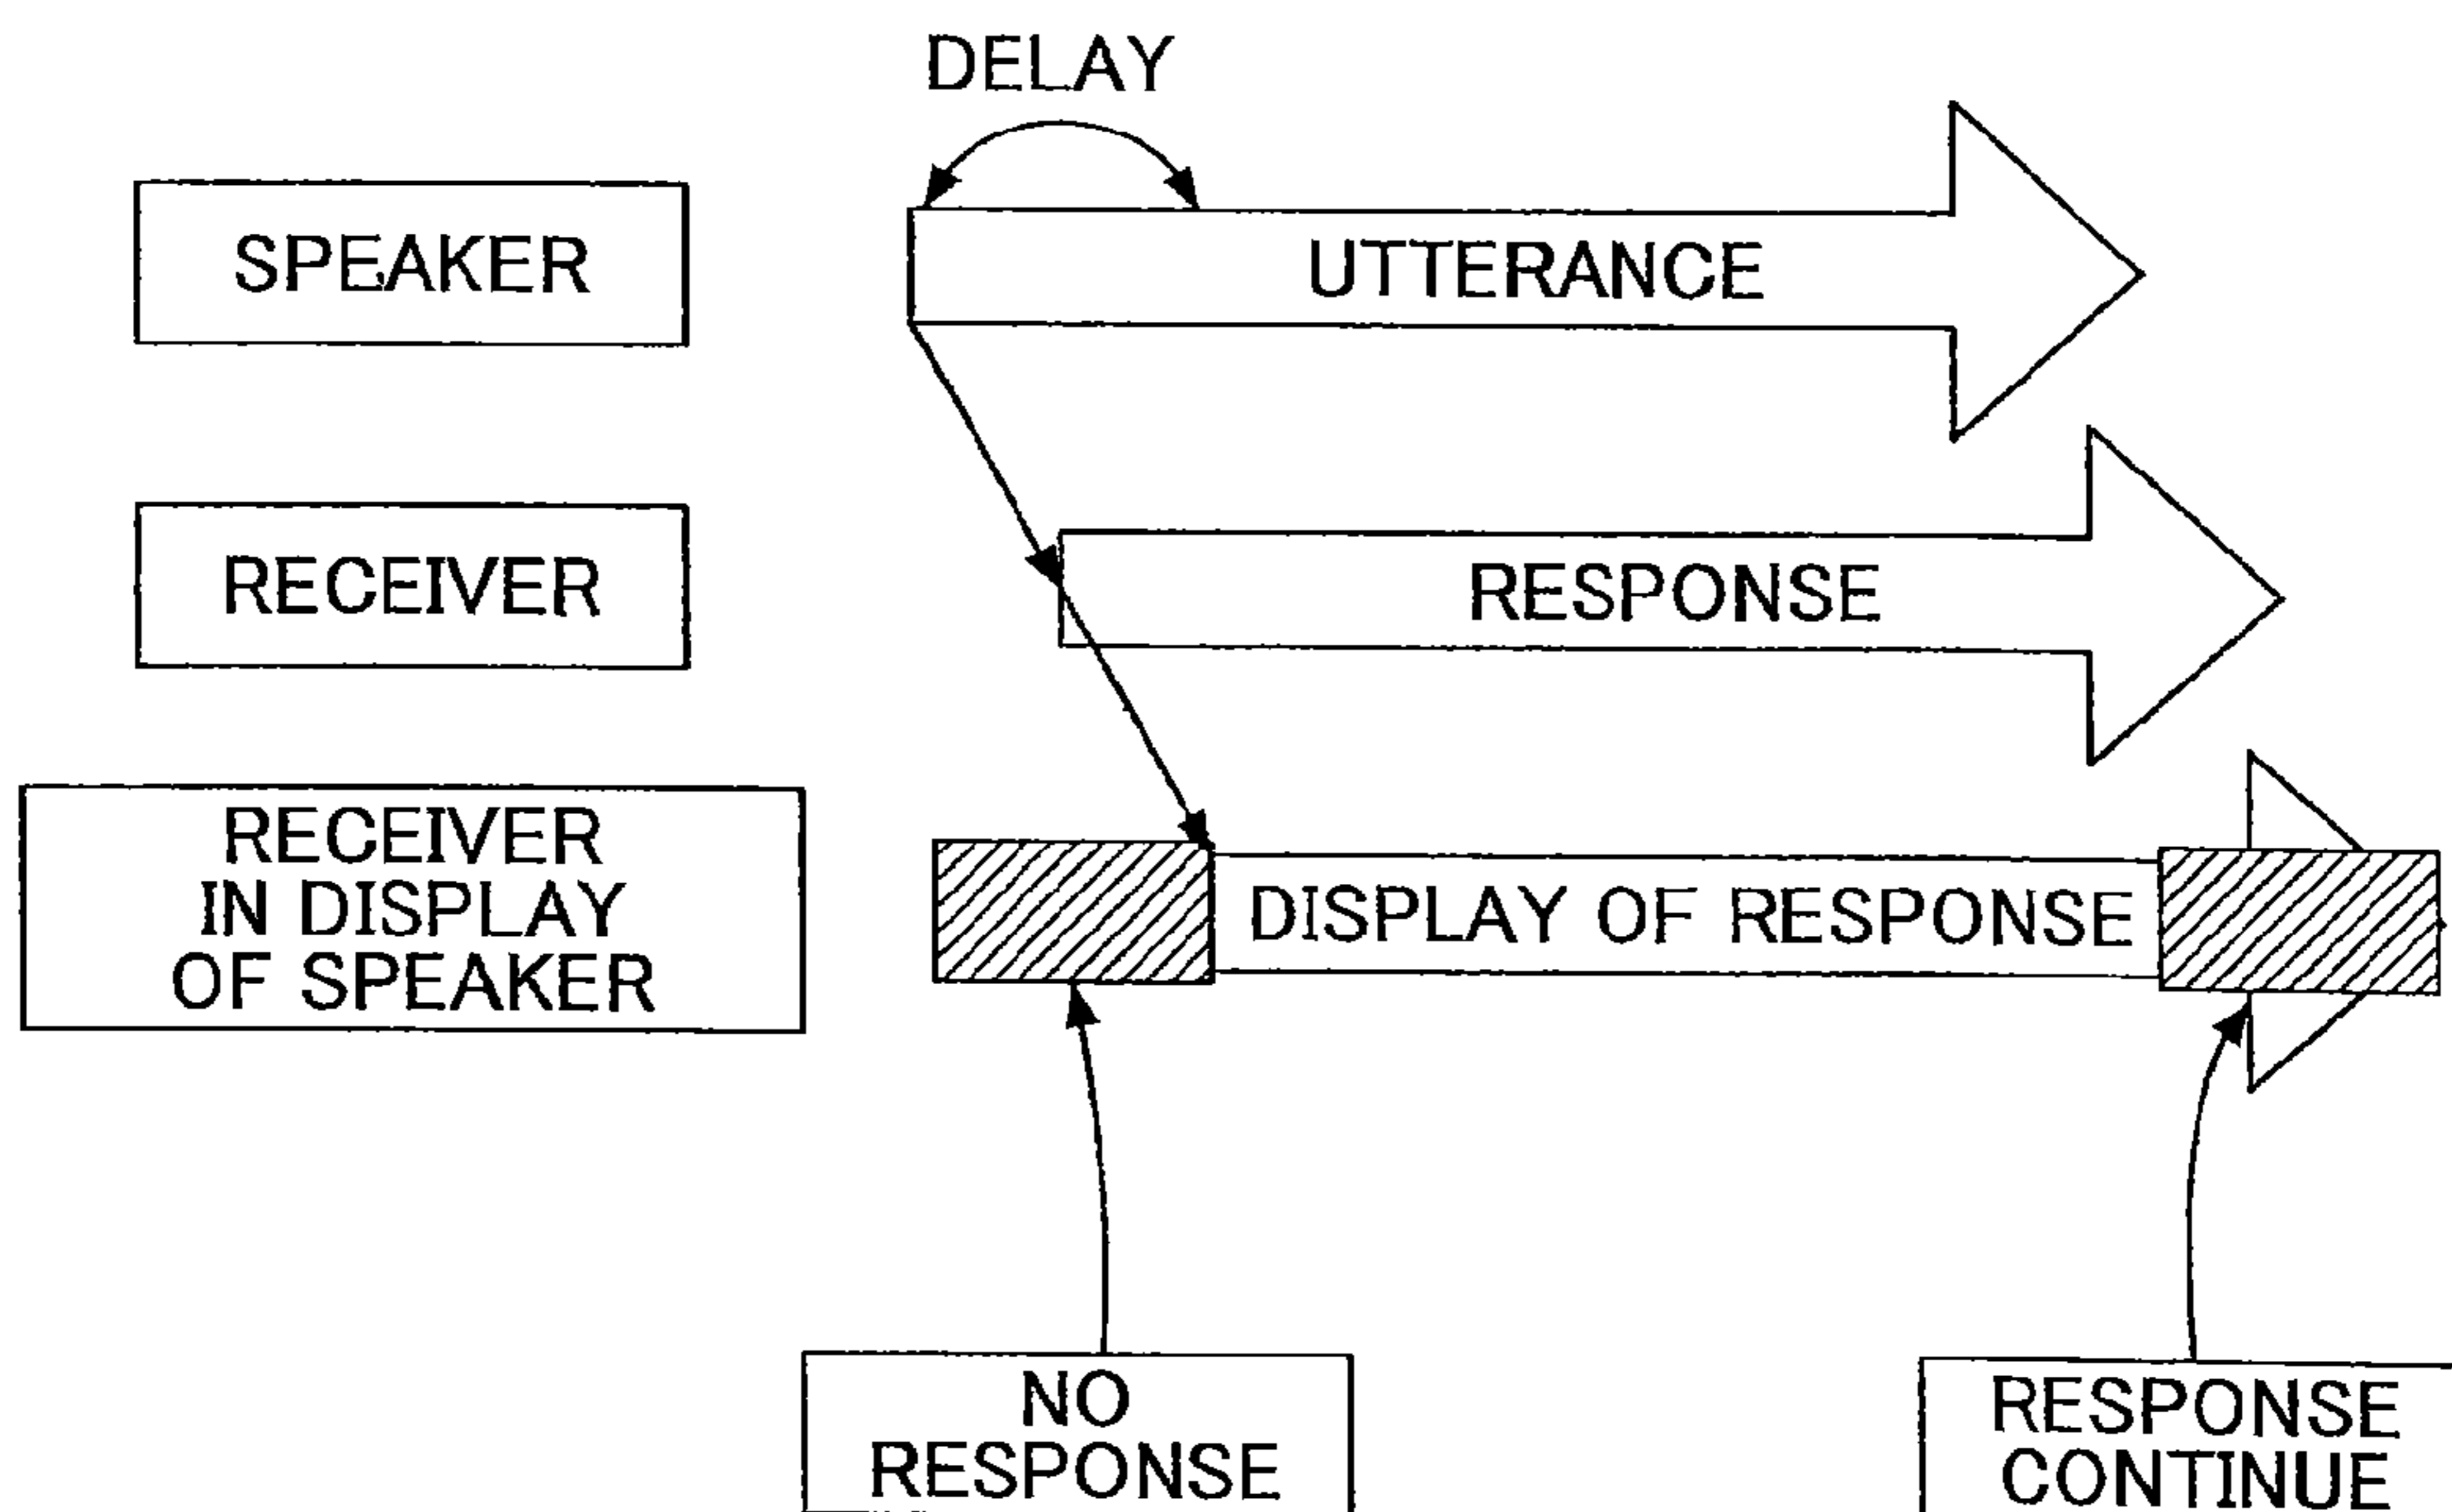 DELAY
SPEAKER
UTTERANCE
RECEIVER
RESPONSE
RECEIVER
IN DISPLAY
OF SPEAKER
DISPLAY OF RESPONSE
NO
RESPONSE
RESPONSE
CONTINUE